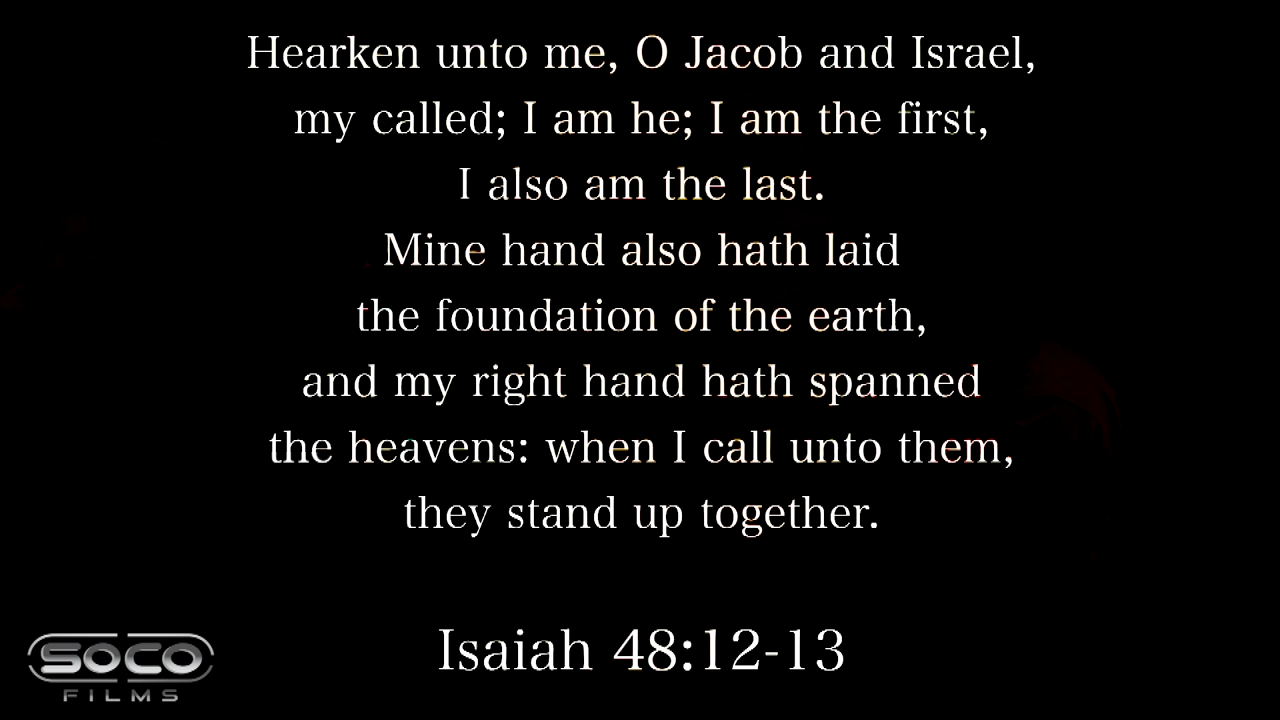 Hearken unto me, O Jacob and Israel,
my called; I am he; I am the first,
I also am the last.
Mine hand also hath laid
the foundation of the earth,
and my right hand hath spanned
the heavens: when I call unto them,
they stand up together.
Isaiah 48:12-13
SOCO
FILMS